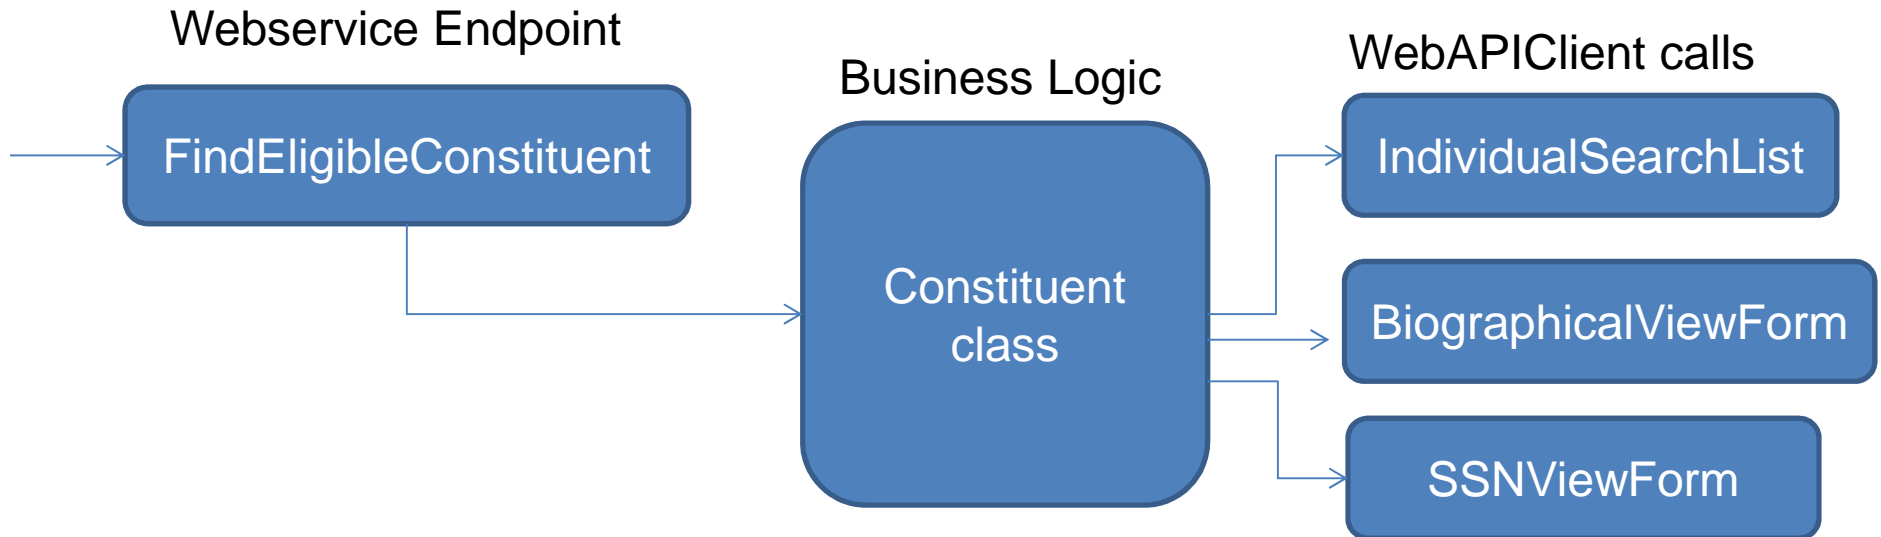 Webservice Endpoint
FindEligibleConstituent
Business Logic
Constituent
class
WebAPIClient calls
IndividualSearchList
BiographicalViewForm
SSNViewForm